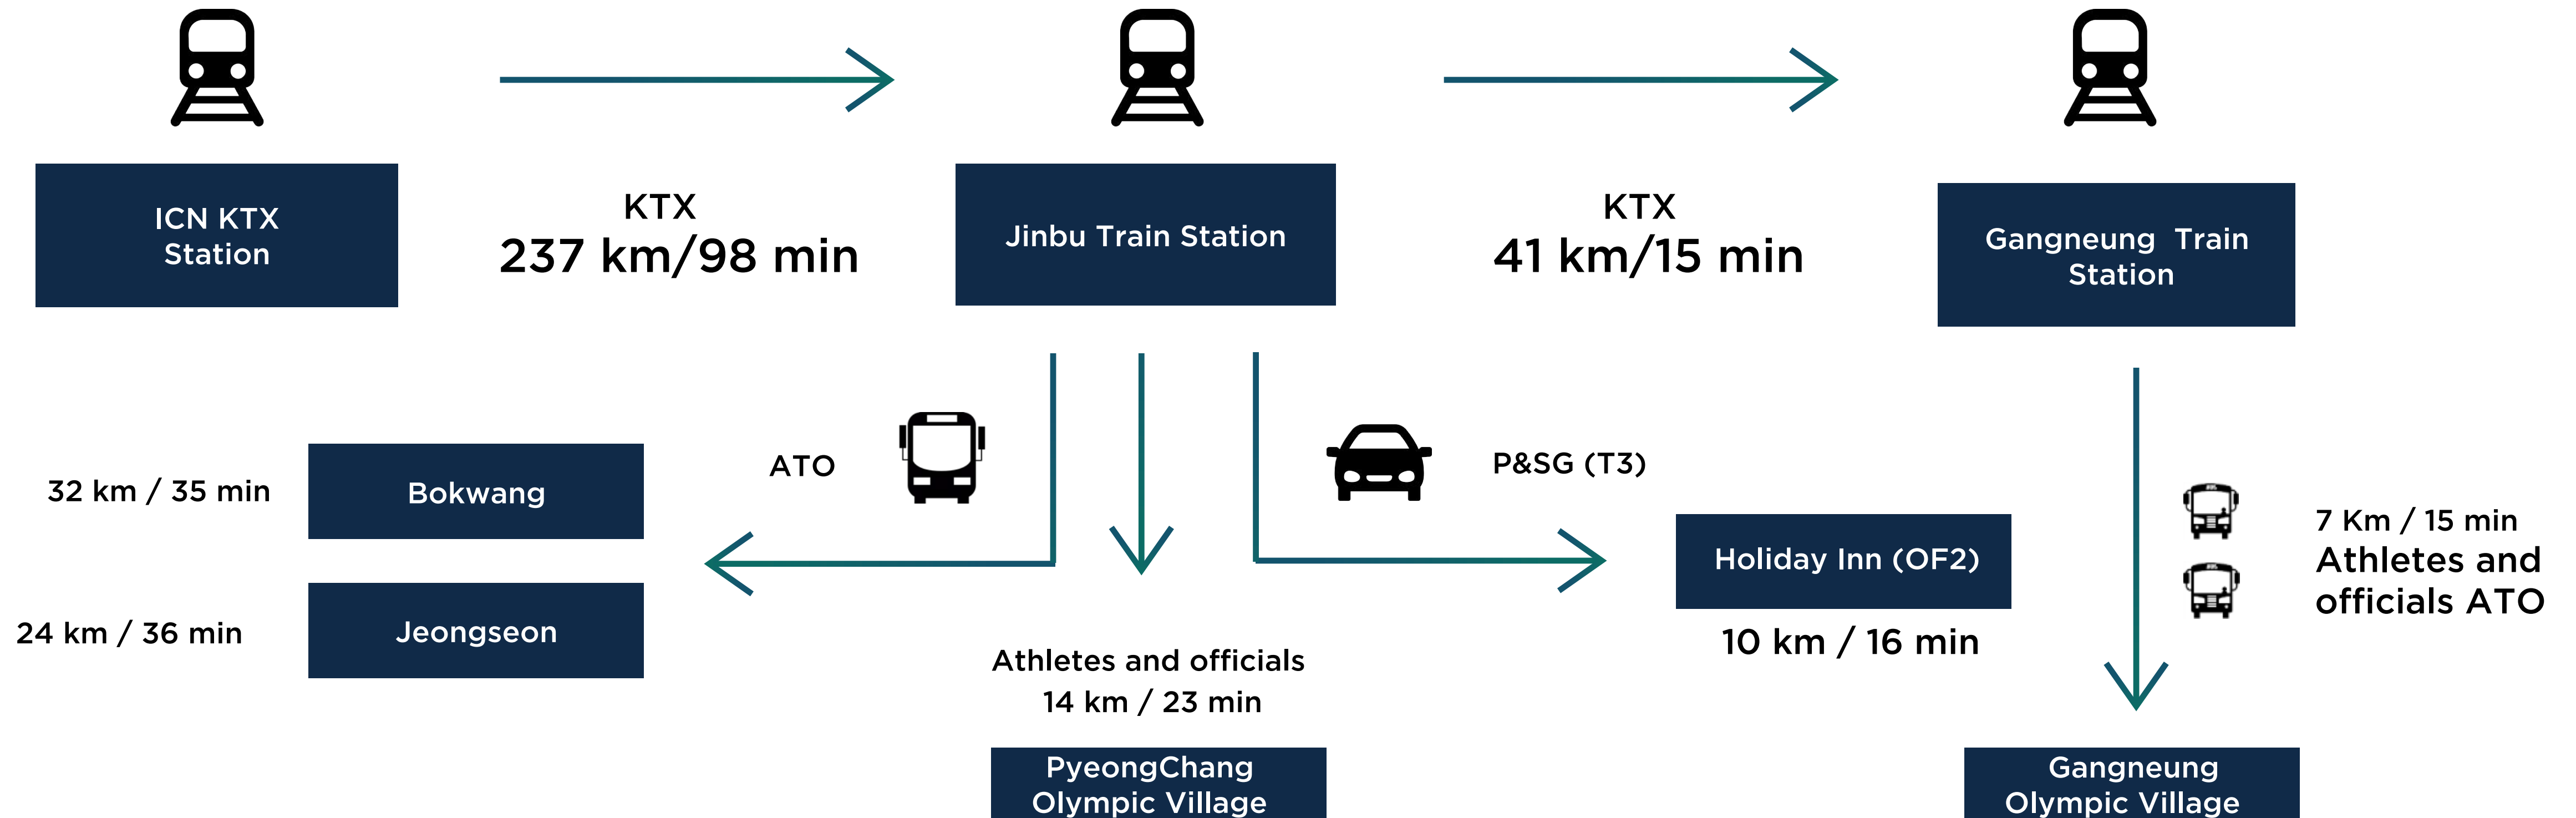 ICN KTX
Station
KTX
237 km/98 min
Jinbu Train Station
KTX
41 km/15 min
Gangneung Train
Station
ATO
P&SG (T3)
32 km / 35 min
Bokwang
24 km / 36 min
Jeongseon
Athletes and officials
14 km / 23 min
PyeongChang
Olympic Village
Holiday Inn (OF2)
10 km / 16 min
7 Km / 15 min
Athletes and
officials ATO
Gangneung
Olympic Village